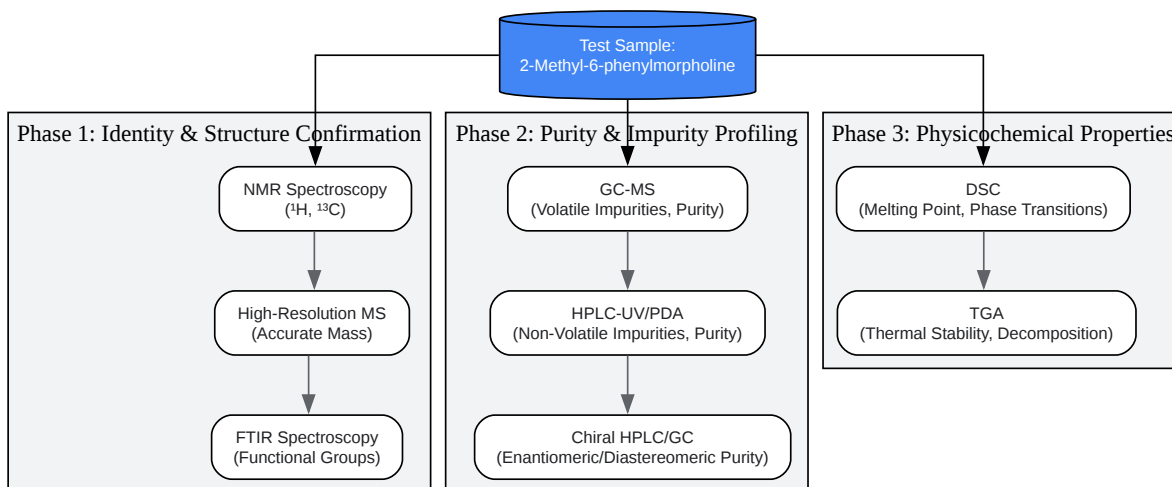 Test Sample:
2-Methyl-6-phenylmorpholine
Phase 1: Identity & Structure Confirmation
NMR Spectroscopy
(¹H, ¹³C)
High-Resolution MS
(Accurate Mass)
FTIR Spectroscopy
(Functional Groups)
Phase 2: Purity & Impurity Profiling
GC-MS
(Volatile Impurities, Purity)
HPLC-UV/PDA
(Non-Volatile Impurities, Purity)
Chiral HPLC/GC
(Enantiomeric/Diastereomeric Purity)
Phase 3: Physicochemical Properties
DSC
(Melting Point, Phase Transitions)
TGA
(Thermal Stability, Decomposition)